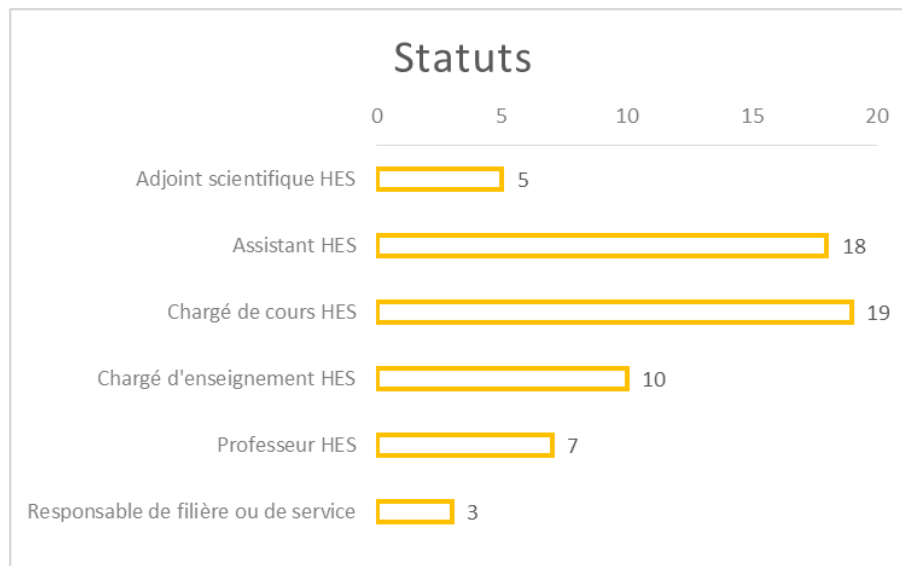 Statuts
0 5 10 15 20
Adjoint scientifique HES 5
Assistant HES 18
Chargé de cours HES 19
Chargé d'enseignement HES 10
Professeur HES 7
Responsable de filière ou de service 3